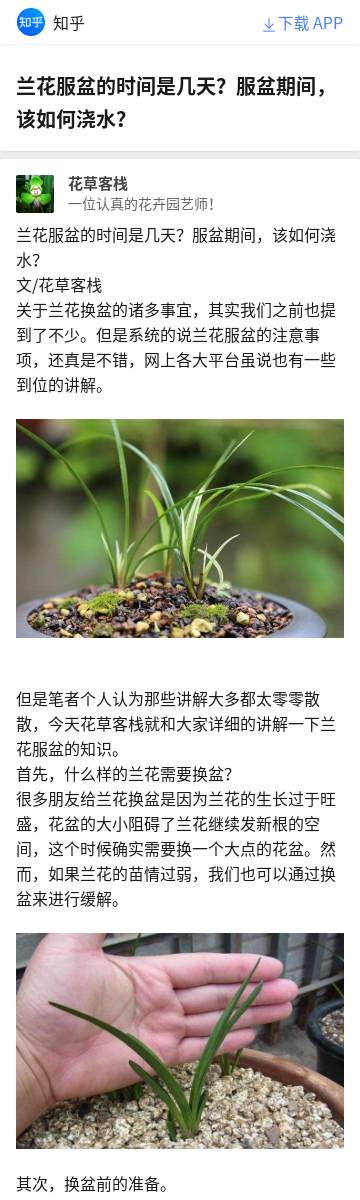 知乎 知乎
下载 APP
兰花服盆的时间是几天？服盆期间，
该如何浇水？
花草客栈
一位认真的花卉园艺师！
兰花服盆的时间是几天？服盆期间，该如何浇
水？
文/花草客栈
关于兰花换盆的诸多事宜，其实我们之前也提
到了不少。但是系统的说兰花服盆的注意事
项，还真是不错，网上各大平台虽说也有一些
到位的讲解。
但是笔者个人认为那些讲解大多都太零零散
散，今天花草客栈就和大家详细的讲解一下兰
花服盆的知识。
首先，什么样的兰花需要换盆？
很多朋友给兰花换盆是因为兰花的生长过于旺
盛，花盆的大小阻碍了兰花继续发新根的空
间，这个时候确实需要换一个大点的花盆。然
而，如果兰花的苗情过弱，我们也可以通过换
盆来进行缓解。
其次，换盆前的准备。